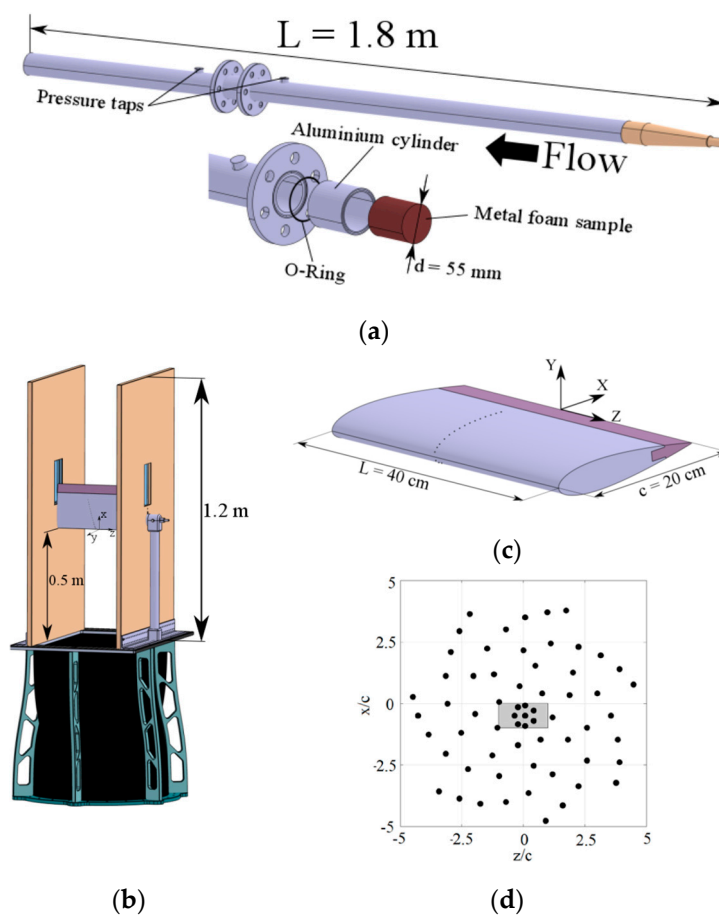 L = 1.8 m
Pressure taps
Aluminium cylinder
Flow
Metal foam sample
O-Ring
d = 55 mm
(a)
1.2 m
0.5 m
x
y
z
(b)
Y
X
Z
L = 40 cm
c = 20 cm
(c)
5
2.5
0
-2.5
-5
x/c
-5
-2.5
0
2.5
5
z/c
(d)